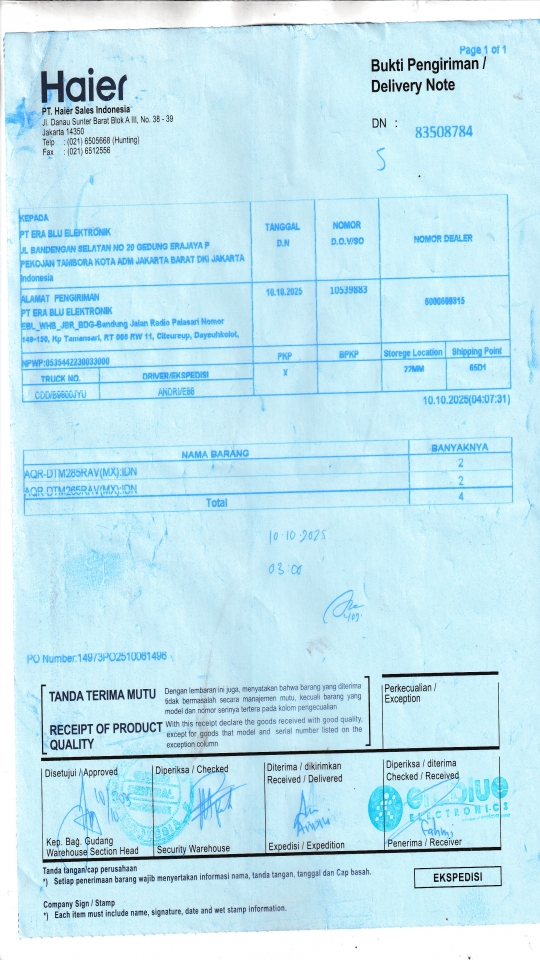 Page 1 of 1
Haier
PT. Haier Sales Indonesia
Jl. Danau Sunter Barat Blok A III, No. 38 - 39
Jakarta 14350
Telp : (021) 6505668 (Hunting)
Fax : (021) 6512556
Bukti Pengiriman /
Delivery Note
DN : 83508784
5
KEPADA
PT ERA BLU ELEKTRONIK
JL BANDENGAN SELATAN NO 20 GEDUNG ERAJAYA P
PEKOJAN TAMBORA KOTA ADM JAKARTA BARAT DKI JAKARTA
Indonesia
TANGGAL
D.N
NOMOR
D.O.V/SO
NOMOR DEALER
ALAMAT PENGIRIMAN
PT ERA BLU ELEKTRONIK
EBL_WHB_JBR_BDG-Bandung Jalan Radio Palasari Nomor
149-150, Kp Tamansari, RT 000 RW 11, Citeureup, Dayeuhkolot,
10.10.2025
10539883
NPWP:0535442230033000
PKP
BPKP
Storege Location
Shipping Point
TRUCK NO.
DRIVER/EKSPEDISI
X
22MM
65D1
ANDRI/E86
10.10.2025(04:07:31)
NAMA BARANG
BANYAKNYA
AQR-DTM265RAV(MX):IDN
2
AQR-DTM265RAV(MX):IDN
2
Total
4
10.10.2025
03:00
PO Number:14973PO2510061496
TANDA TERIMA MUTU
Dengan lembaran ini juga, menyatakan bahwa barang yang diterima
tidak bermasalah secara manajemen mutu, kecuali barang yang
model dan nomor serinya tertera pada kolom pengecualian
RECEIPT OF PRODUCT
QUALITY
With this receipt declare the goods received with good quality,
except for goods that model and serial number listed on the
exception column
Perkecualian /
Exception
Disetujui / Approved
Diperiksa / Checked
Diterima / dikirimkan
Received / Delivered
Diperiksa / diterima
Checked / Received
erablue
ELECTRONICS
Fahmi
Kep. Bag. Gudang
Warehouse Section Head
Security Warehouse
Expedisi / Expedition
Penerima / Receiver
Tanda tangan/cap perusahaan
*) Setiap penerimaan barang wajib menyertakan informasi nama, tanda tangan, tanggal dan Cap basah.
EKSPEDISI
Company Sign / Stamp
*) Each item must include name, signature, date and wet stamp information.